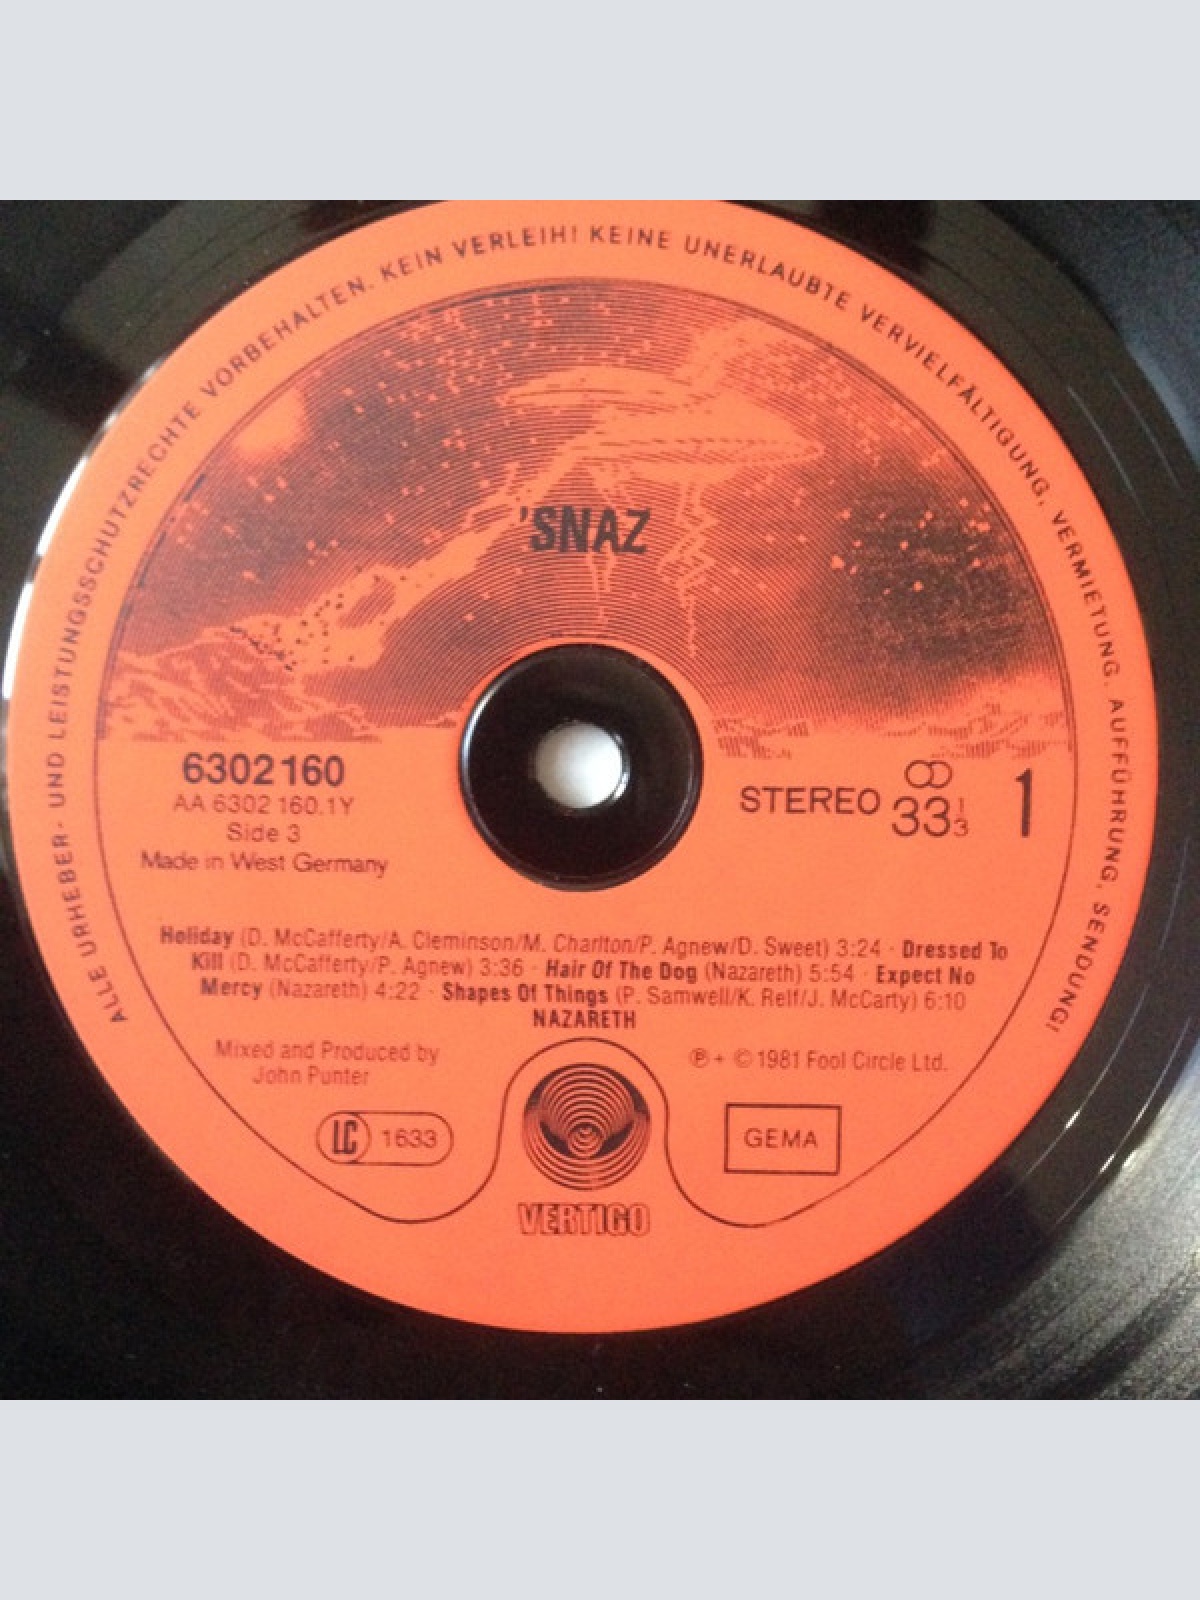 ALLE URHEBER- UND LEISTUNGSSCHUTZRECHTE VORBEHALTEN. KEIN VERLEIH! KEINE UNERLAUBTE VERVIELFÄLTIGUNG, VERMIETUNG, AUFFÜHRUNG, SENDUNG!
'SNAZ
6302 160
AA 6302 160.1Y
Side 3
Made in West Germany
STEREO 33 1/3 1
Holiday (D. McCafferty/A. Cleminson/M. Charlton/P. Agnew/D. Sweet) 3:24 · Dressed To
Kill (D. McCafferty/P. Agnew) 3:36 · Hair Of The Dog (Nazareth) 5:54 · Expect No
Mercy (Nazareth) 4:22 · Shapes Of Things (P. Samwell/K. Relf/J. McCarty) 6:10
NAZARETH
Mixed and Produced by
John Punter
℗ + © 1981 Fool Circle Ltd.
LC 1633
GEMA
VERTIGO